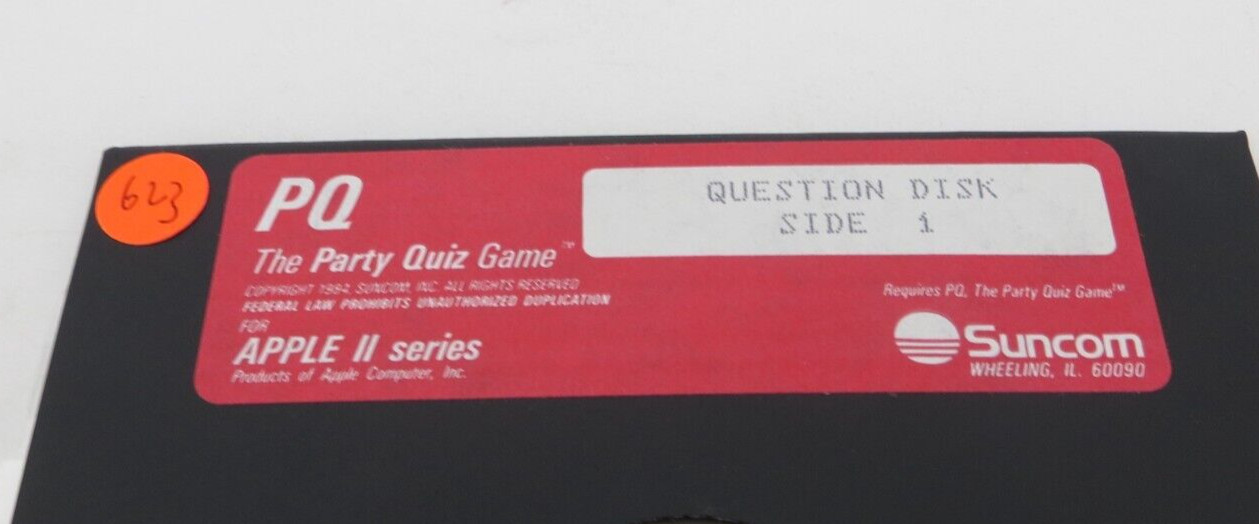 623
PQ
The Party Quiz Game™
COPYRIGHT 1984, SUNCOM, INC. ALL RIGHTS RESERVED
FEDERAL LAW PROHIBITS UNAUTHORIZED DUPLICATION
FOR
APPLE II series
Products of Apple Computer, Inc.
QUESTION DISK
SIDE 1
Requires PQ, The Party Quiz Game™
Suncom
WHEELING, IL. 60090